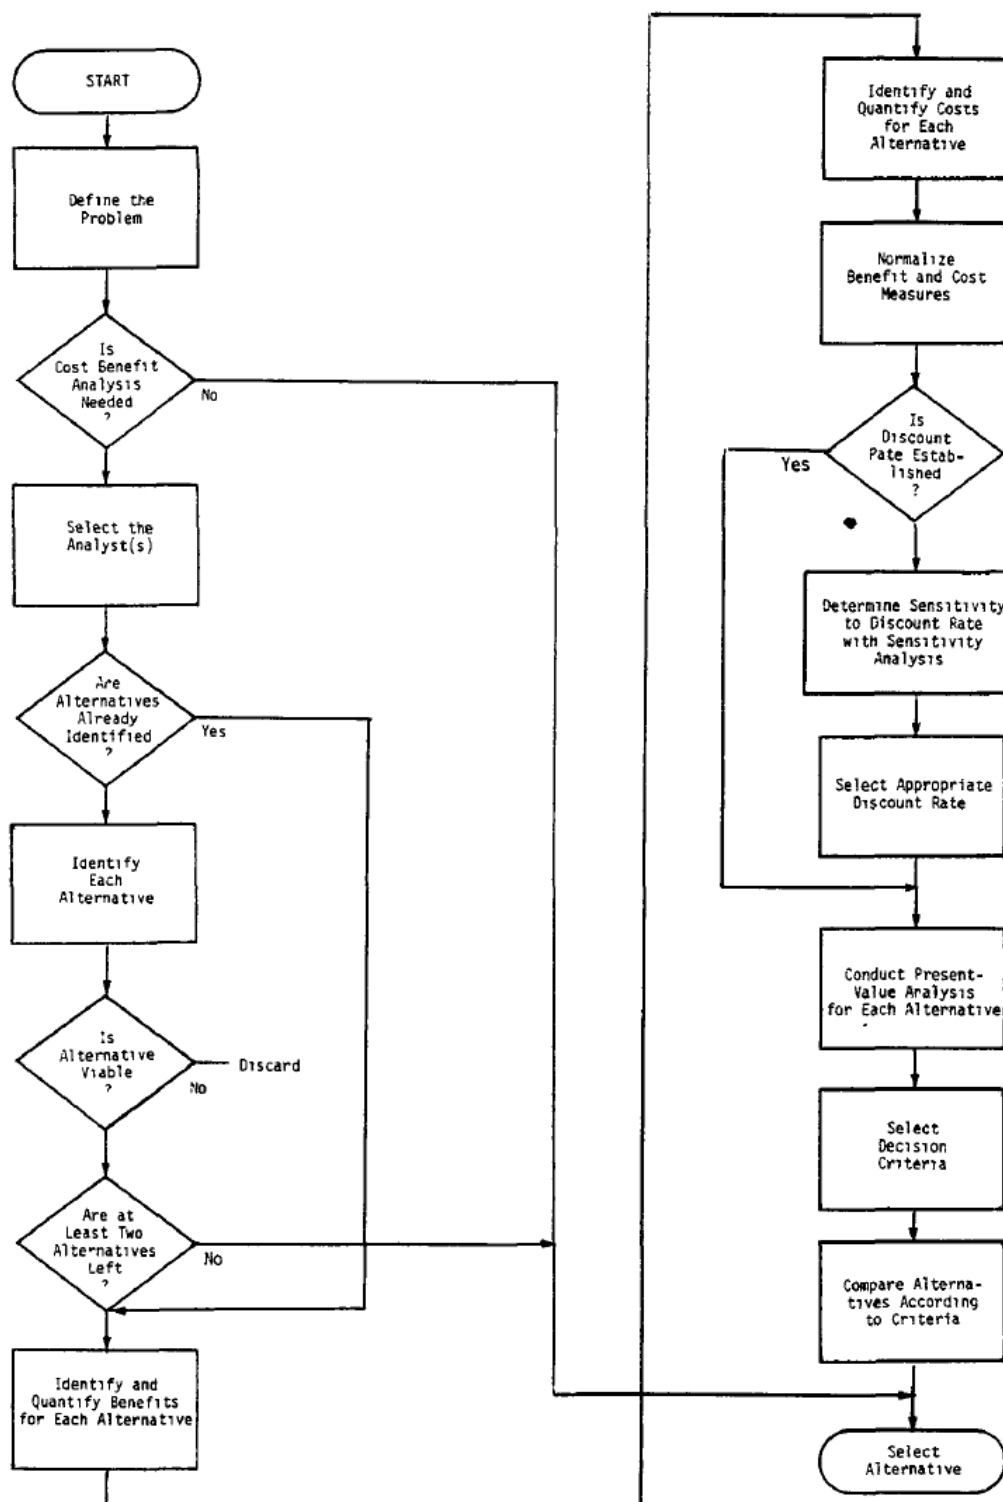 START
Define the
Problem
Is
Cost Benefit
Analysis
Needed
?
No
Select the
Analyst(s)
Are
Alternatives
Already
Identified
?
Yes
Identify
Each
Alternative
Is
Alternative
Viable
?
No
Discard
Are at
Least Two
Alternatives
Left
?
No
Identify and
Quantify Benefits
for Each Alternative
Identify and
Quantify Costs
for Each
Alternative
Normalize
Benefit and Cost
Measures
Is
Discount
Pate Estab-
lished
?
Yes
Determine Sensitivity
to Discount Rate
with Sensitivity
Analysis
Select Appropriate
Discount Rate
Conduct Present-
Value Analysis
for Each Alternative
Select
Decision
Criteria
Compare Alterna-
tives According
to Criteria
Select
Alternative